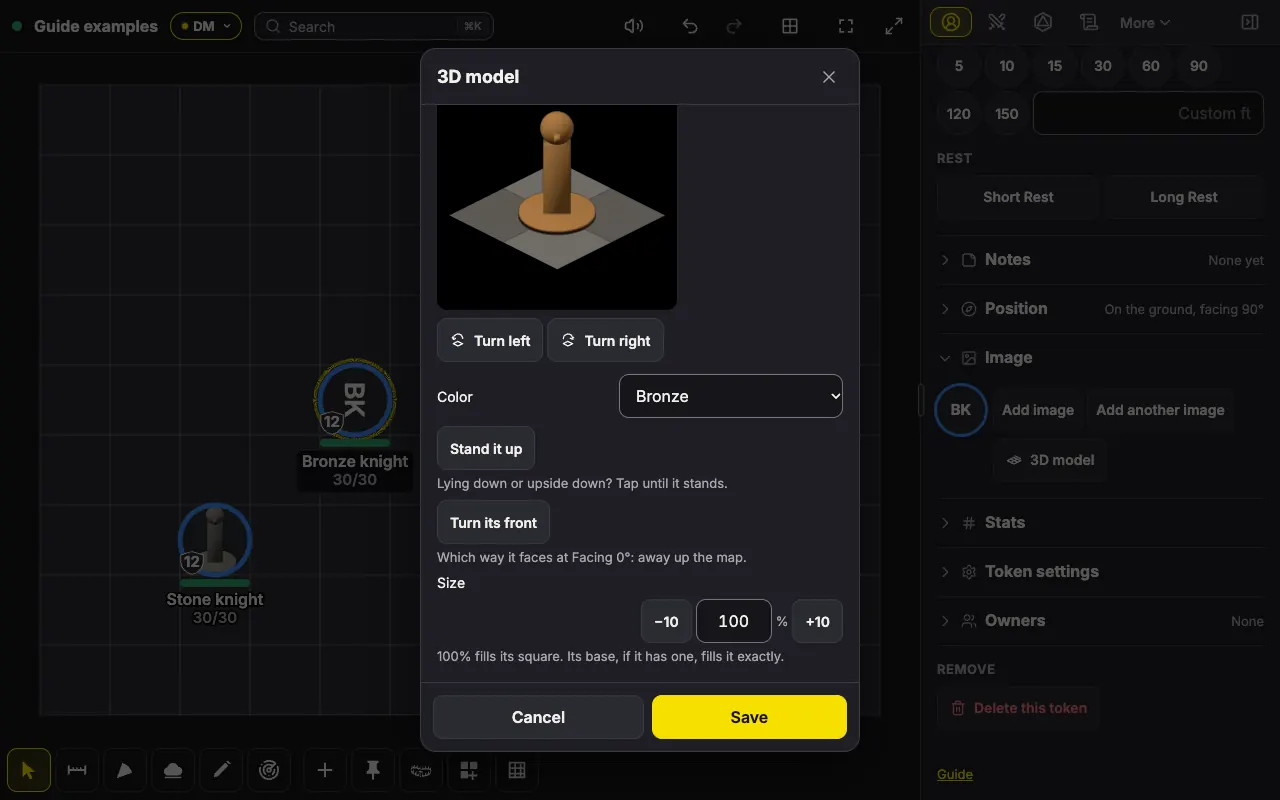 Guide examples
DM
Search
⌘K
More
5
10
15
30
60
90
120
150
Custom ft
REST
Short Rest
Long Rest
Notes
None yet
Position
On the ground, facing 90°
Image
BK
Add image
Add another image
3D model
Stats
Token settings
Owners
None
REMOVE
Delete this token
Guide
3D model
Turn left
Turn right
Color
Bronze
Stand it up
Lying down or upside down? Tap until it stands.
Turn its front
Which way it faces at Facing 0°: away up the map.
Size
−10
100
%
+10
100% fills its square. Its base, if it has one, fills it exactly.
Cancel
Save
BK
12
Bronze knight
30/30
12
Stone knight
30/30